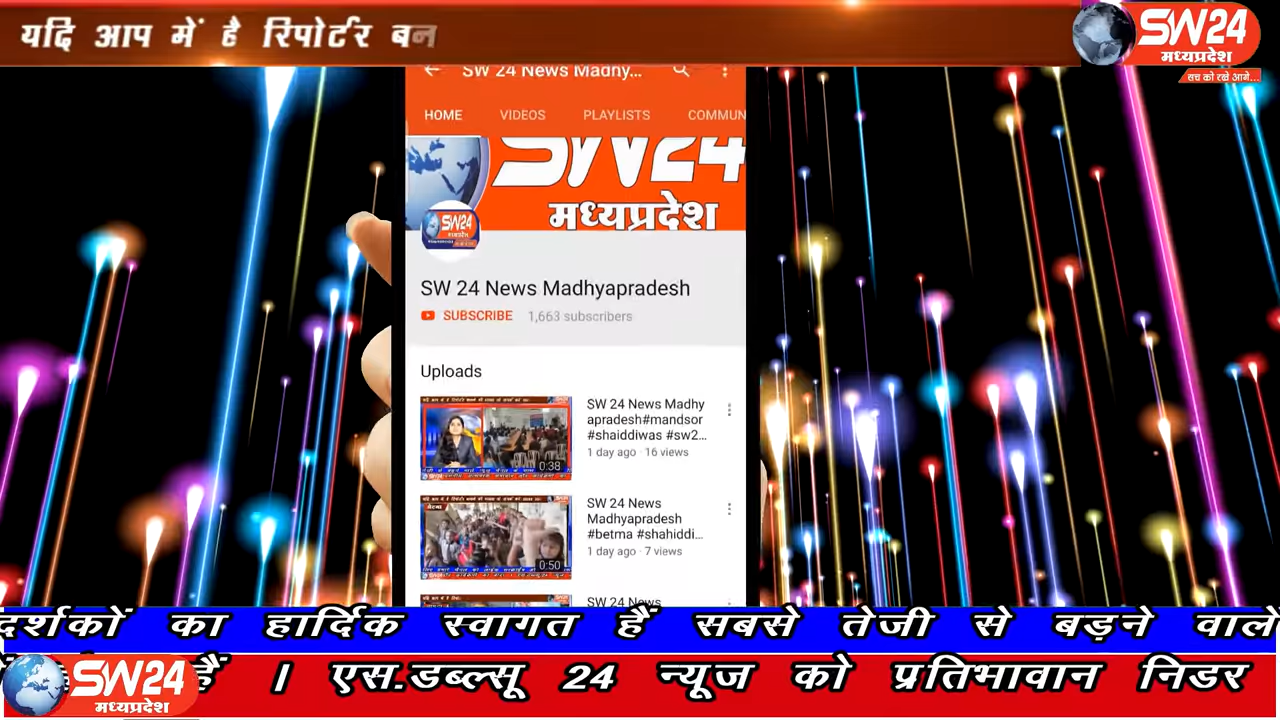 यदि आप में है रिपोर्टर बन
SW24
मध्यप्रदेश
सच को रखे आगे...
SW 24 News Madhy...
HOME VIDEOS PLAYLISTS COMMUN
SW24
मध्यप्रदेश
SW24
SW 24 News Madhyapradesh
SUBSCRIBE 1,663 subscribers
Uploads
SW 24 News Madhy
apradesh#mandsor
#shaiddiwas #sw2...
1 day ago · 16 views
0:38
SW 24 News
Madhyapradesh
#betma #shahiddi...
1 day ago · 7 views
बेटमा
0:50
SW 24 News
दर्शकों का हार्दिक स्वागत हैं सबसे तेजी से बड़ने वाले
हैं । एस.डब्ल्सू 24 न्यूज को प्रतिभावान निडर
SW24
मध्यप्रदेश